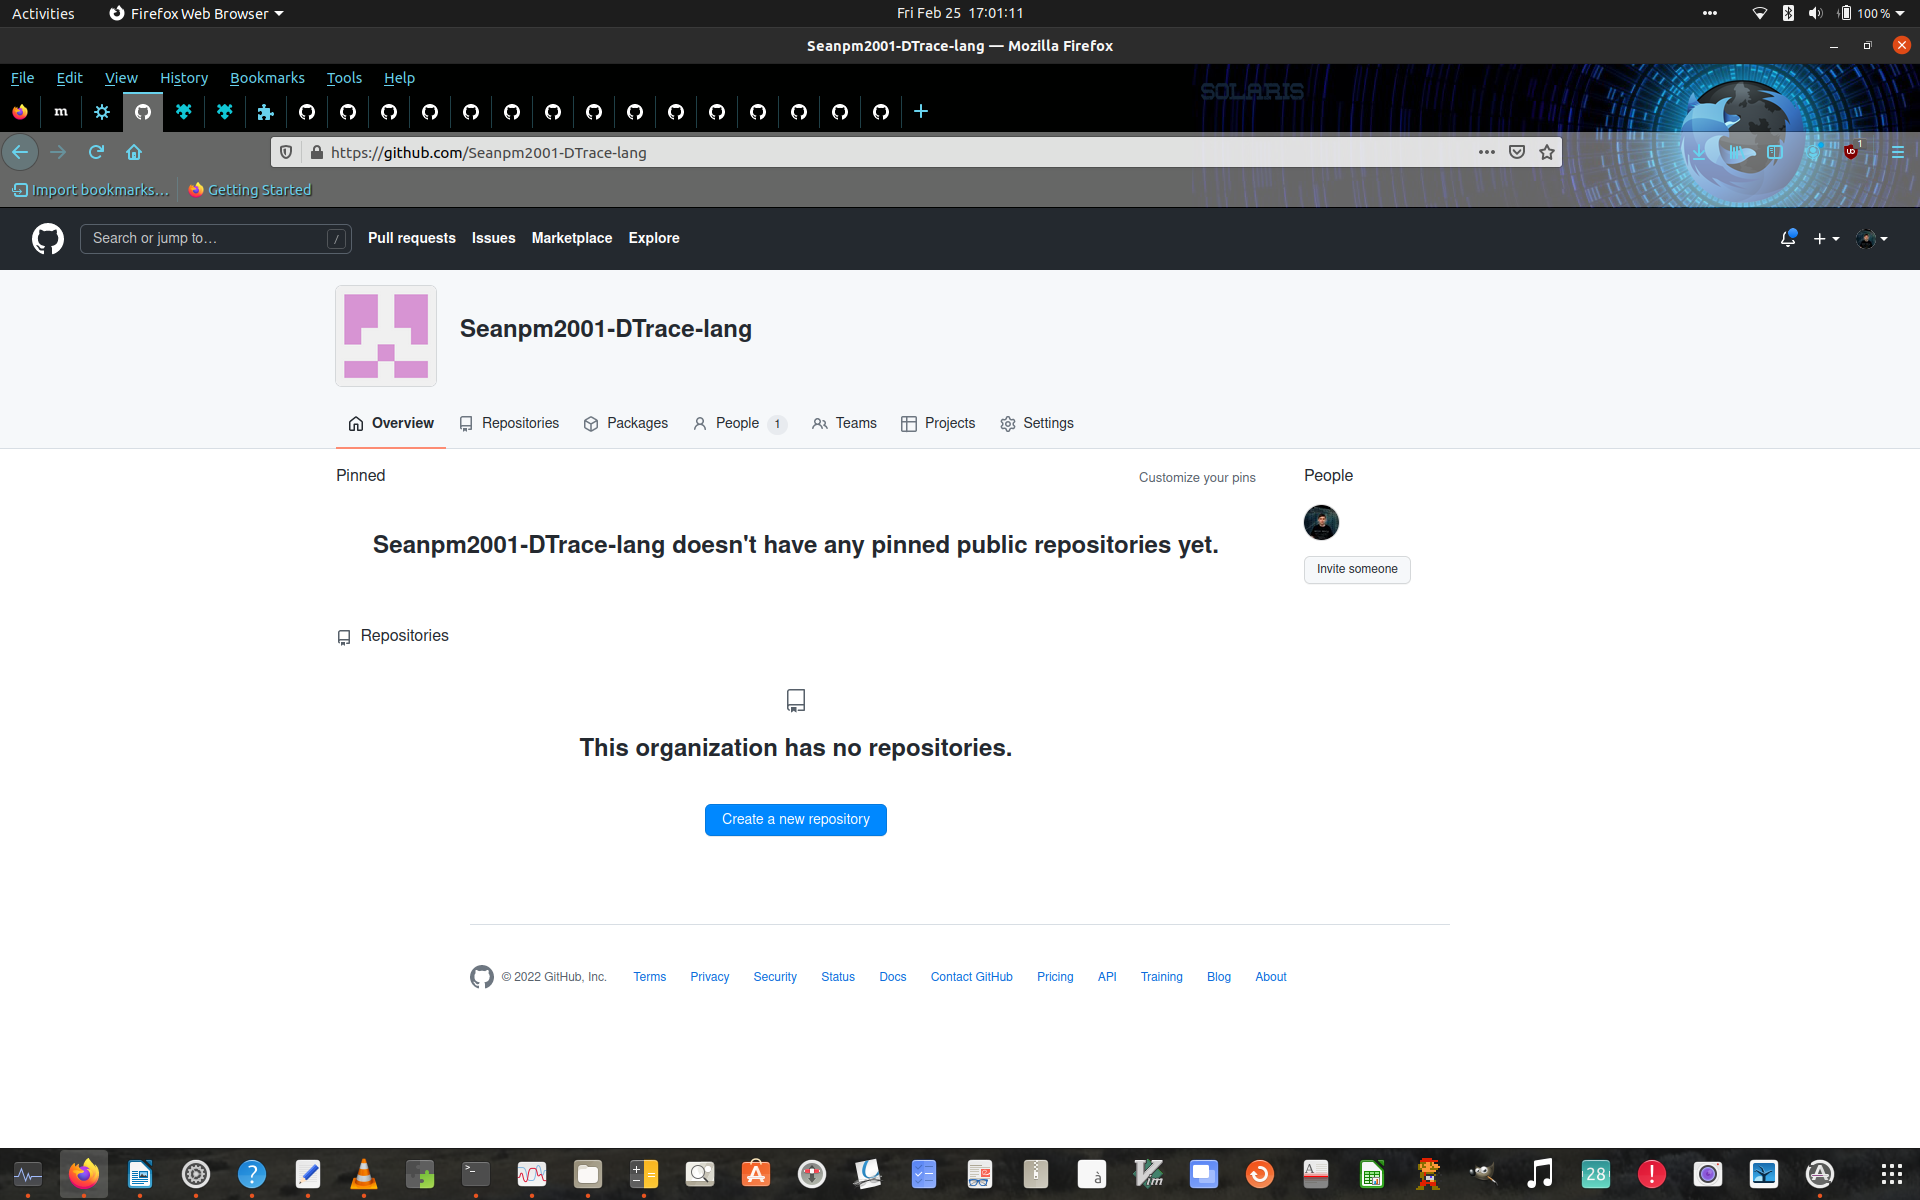 Activities
Firefox Web Browser
Fri Feb 25  17:01:11
100 %
Seanpm2001-DTrace-lang — Mozilla Firefox
File Edit View History Bookmarks Tools Help
SOLARIS
m
https://github.com/Seanpm2001-DTrace-lang
1
Import bookmarks...
Getting Started
Search or jump to...
/
Pull requests Issues Marketplace Explore
Seanpm2001-DTrace-lang
Overview
Repositories
Packages
People 1
Teams
Projects
Settings
Pinned
Customize your pins
People
Seanpm2001-DTrace-lang doesn't have any pinned public repositories yet.
Invite someone
Repositories
This organization has no repositories.
Create a new repository
© 2022 GitHub, Inc. Terms Privacy Security Status Docs Contact GitHub Pricing API Training Blog About
28